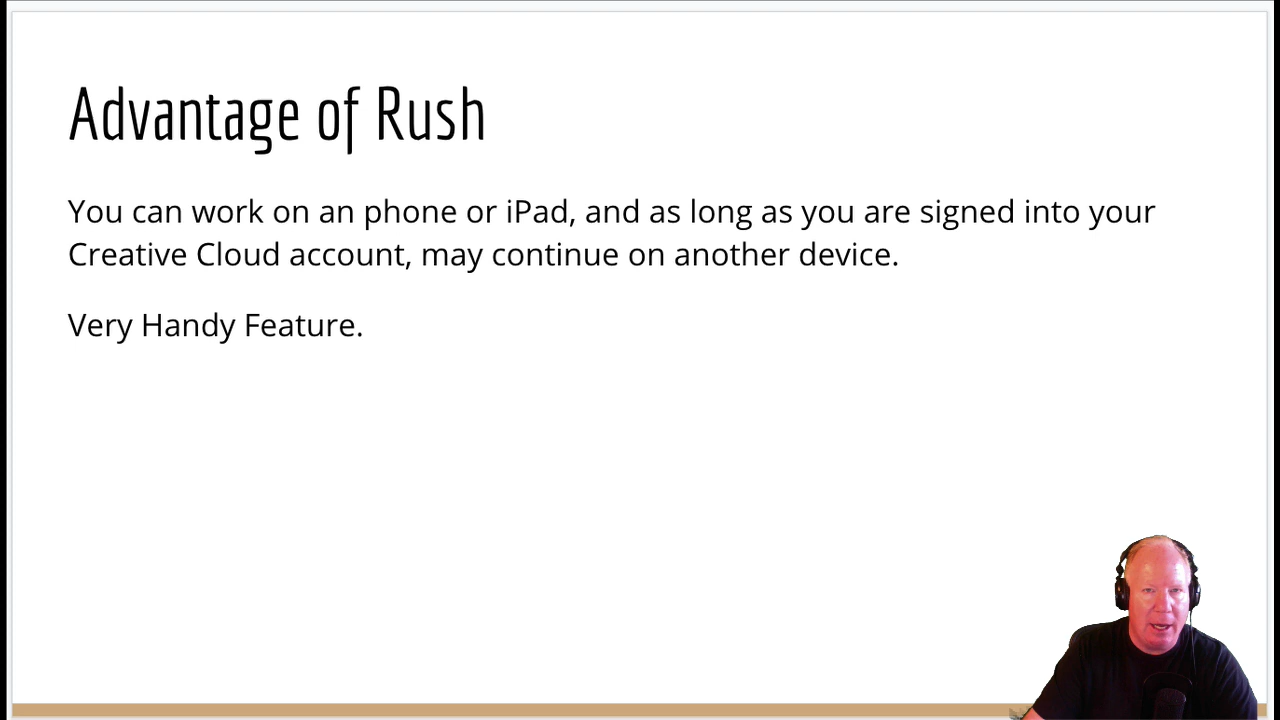 Advantage of Rush
You can work on an phone or iPad, and as long as you are signed into your
Creative Cloud account, may continue on another device.
Very Handy Feature.